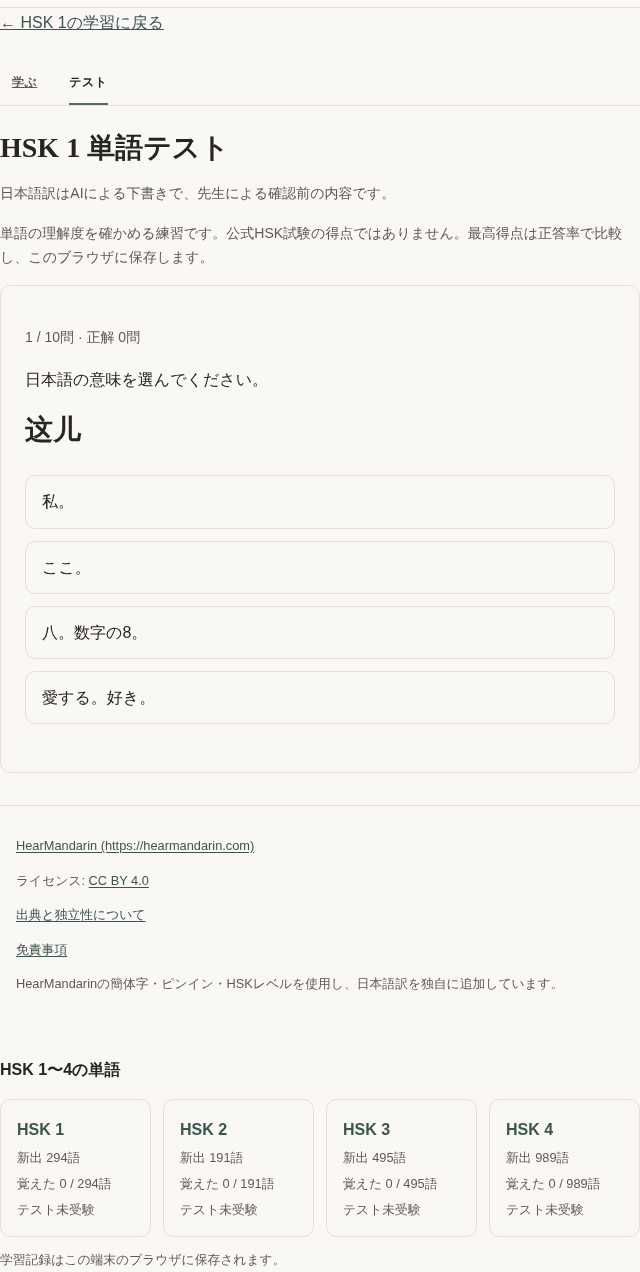 ← HSK 1の学習に戻る
学ぶ
テスト
HSK 1 単語テスト
日本語訳はAIによる下書きで、先生による確認前の内容です。
単語の理解度を確かめる練習です。公式HSK試験の得点ではありません。最高得点は正答率で比較
し、このブラウザに保存します。
1 / 10問 · 正解 0問
日本語の意味を選んでください。
这儿
私。
ここ。
八。数字の8。
愛する。好き。
HearMandarin (https://hearmandarin.com)
ライセンス: CC BY 4.0
出典と独立性について
免責事項
HearMandarinの簡体字・ピンイン・HSKレベルを使用し、日本語訳を独自に追加しています。
HSK 1〜4の単語
HSK 1
新出 294語
覚えた 0 / 294語
テスト未受験
HSK 2
新出 191語
覚えた 0 / 191語
テスト未受験
HSK 3
新出 495語
覚えた 0 / 495語
テスト未受験
HSK 4
新出 989語
覚えた 0 / 989語
テスト未受験
学習記録はこの端末のブラウザに保存されます。